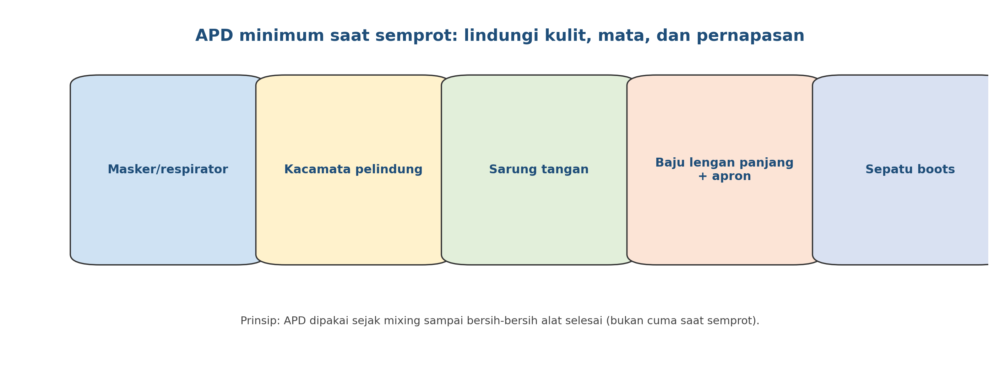 APD minimum saat semprot: lindungi kulit, mata, dan pernapasan
Masker/respirator
Kacamata pelindung
Sarung tangan
Baju lengan panjang
+ apron
Sepatu boots
Prinsip: APD dipakai sejak mixing sampai bersih-bersih alat selesai (bukan cuma saat semprot).